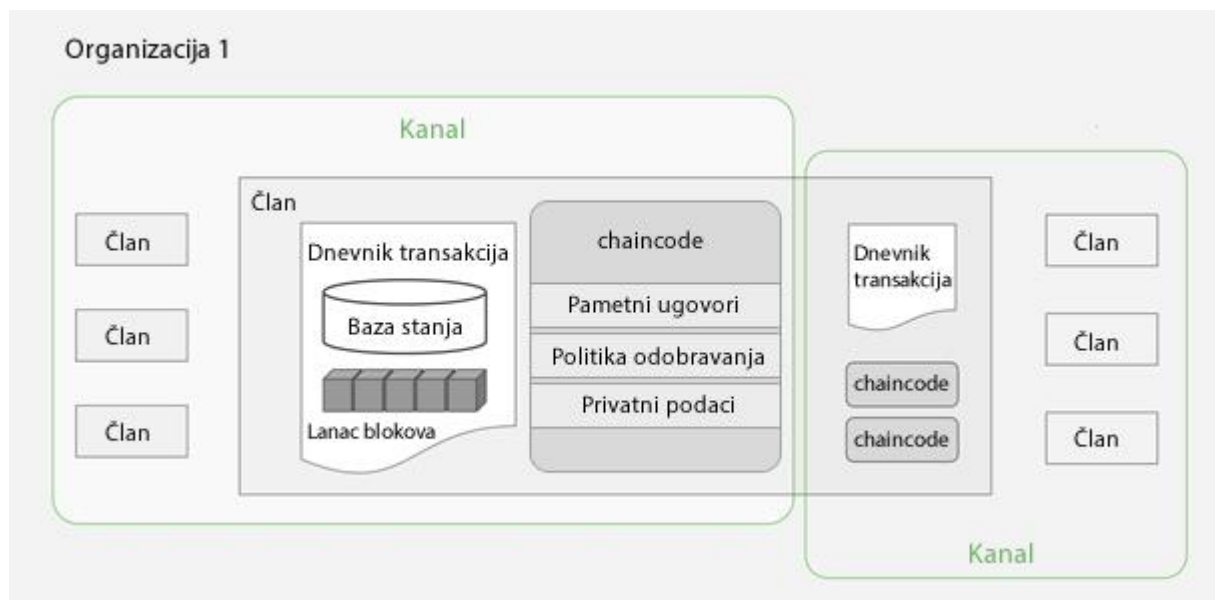 Organizacija 1
Kanal
Član
Član
Član
Član
Dnevnik transakcija
Baza stanja
Lanac blokova
chaincode
Pametni ugovori
Politika odobravanja
Privatni podaci
Dnevnik
transakcija
chaincode
chaincode
Član
Član
Član
Kanal